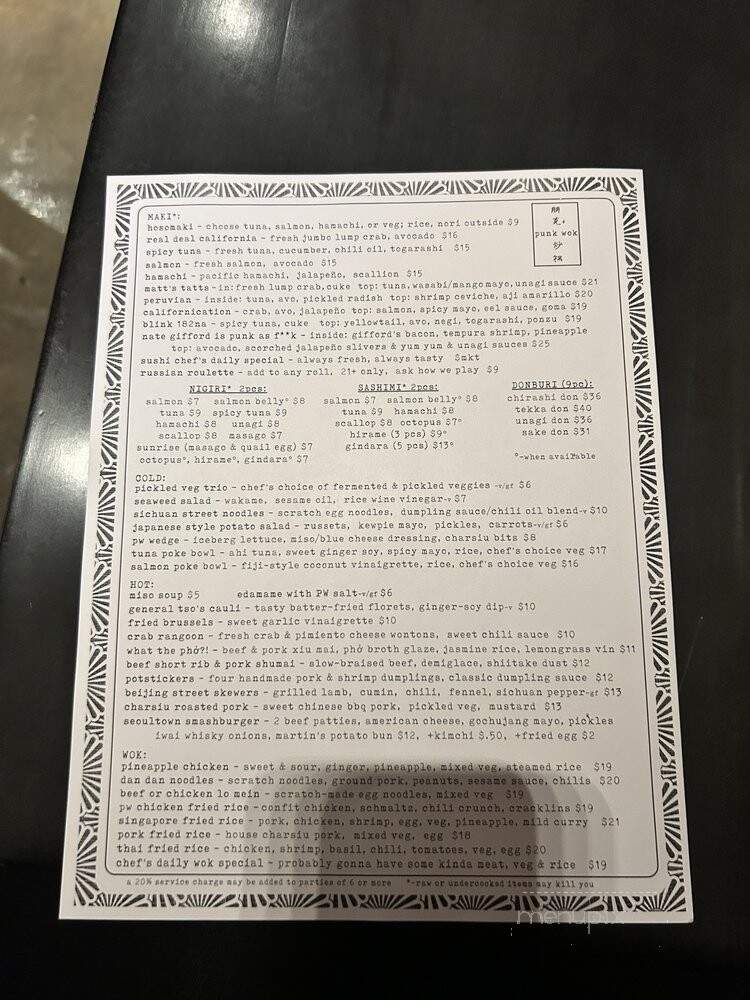 朋
克,
punk wok
炒
鍋
MAKI*:
hosomaki - choose tuna, salmon, hamachi, or veg; rice, nori outside $9
real deal california - fresh jumbo lump crab, avocado $16
spicy tuna - fresh tuna, cucumber, chili oil, togarashi $15
salmon - fresh salmon, avocado $15
hamachi - pacific hamachi, jalapeño, scallion $15
matt's tatts - in: fresh lump crab, cuke top: tuna, wasabi/mango mayo, unagi sauce $21
peruvian - inside: tuna, avo, pickled radish top: shrimp ceviche, aji amarillo $20
californication - crab, avo, jalapeño top: salmon, spicy mayo, eel sauce, goma $19
blink 182na - spicy tuna, cuke top: yellowtail, avo, negi, togarashi, ponzu $19
nate gifford is punk as f**k - inside: gifford's bacon, tempura shrimp, pineapple
top: avocado, scorched jalapeño slivers & yum yum & unagi sauces $25
sushi chef's daily special - always fresh, always tasty $mkt
russian roulette - add to any roll, 21+ only, ask how we play $9
NIGIRI* 2pcs:
salmon $7 salmon belly° $8
tuna $9 spicy tuna $9
hamachi $8 unagi $8
scallop $8 masago $7
sunrise (masago & quail egg) $7
octopus°, hirame°, gindara° $7
SASHIMI* 2pcs:
salmon $7 salmon belly° $8
tuna $9 hamachi $8
scallop $8 octopus $7°
hirame (3 pcs) $9°
gindara (5 pcs) $13°
DONBURI (9pc):
chirashi don $36
tekka don $40
unagi don $36
sake don $31
°-when available
COLD:
pickled veg trio - chef's choice of fermented & pickled veggies -v/gf $6
seaweed salad - wakame, sesame oil, rice wine vinegar-v $7
sichuan street noodles - scratch egg noodles, dumpling sauce/chili oil blend-v $10
japanese style potato salad - russets, kewpie mayo, pickles, carrots-v/gf $6
pw wedge - iceberg lettuce, miso/blue cheese dressing, charsiu bits $8
tuna poke bowl - ahi tuna, sweet ginger soy, spicy mayo, rice, chef's choice veg $17
salmon poke bowl - fiji-style coconut vinaigrette, rice, chef's choice veg $16
HOT:
miso soup $5 edamame with PW salt-v/gf $6
general tso's cauli - tasty batter-fried florets, ginger-soy dip-v $10
fried brussels - sweet garlic vinaigrette $10
crab rangoon - fresh crab & pimiento cheese wontons, sweet chili sauce $10
what the phở?! - beef & pork xiu mai, phở broth glaze, jasmine rice, lemongrass vin $11
beef short rib & pork shumai - slow-braised beef, demiglace, shiitake dust $12
potstickers - four handmade pork & shrimp dumplings, classic dumpling sauce $12
beijing street skewers - grilled lamb, cumin, chili, fennel, sichuan pepper-gf $13
charsiu roasted pork - sweet chinese bbq pork, pickled veg, mustard $13
seoultown smashburger - 2 beef patties, american cheese, gochujang mayo, pickles
iwai whisky onions, martin's potato bun $12, +kimchi $.50, +fried egg $2
WOK:
pineapple chicken - sweet & sour, ginger, pineapple, mixed veg, steamed rice $19
dan dan noodles - scratch noodles, ground pork, peanuts, sesame sauce, chilis $20
beef or chicken lo mein - scratch-made egg noodles, mixed veg $19
pw chicken fried rice - confit chicken, schmaltz, chili crunch, cracklins $19
singapore fried rice - pork, chicken, shrimp, egg, veg, pineapple, mild curry $21
pork fried rice - house charsiu pork, mixed veg, egg $18
thai fried rice - chicken, shrimp, basil, chili, tomatoes, veg, egg $20
chef's daily wok special - probably gonna have some kinda meat, veg & rice $19
a 20% service charge may be added to parties of 6 or more *-raw or undercooked items may kill you
menupix